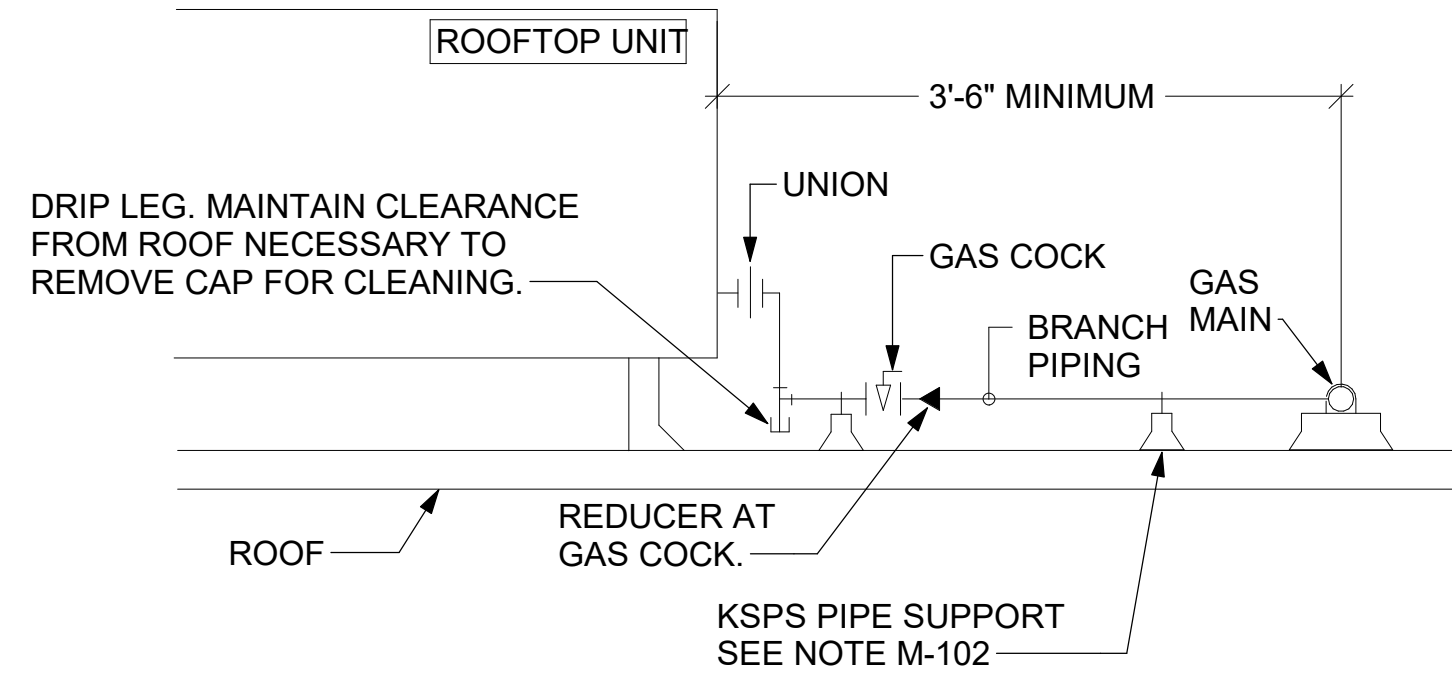 ROOFTOP UNIT
3'-6" MINIMUM
UNION
DRIP LEG. MAINTAIN CLEARANCE
FROM ROOF NECESSARY TO
REMOVE CAP FOR CLEANING.
GAS COCK
GAS
MAIN
BRANCH
PIPING
REDUCER AT
GAS COCK.
ROOF
KSPS PIPE SUPPORT
SEE NOTE M-102